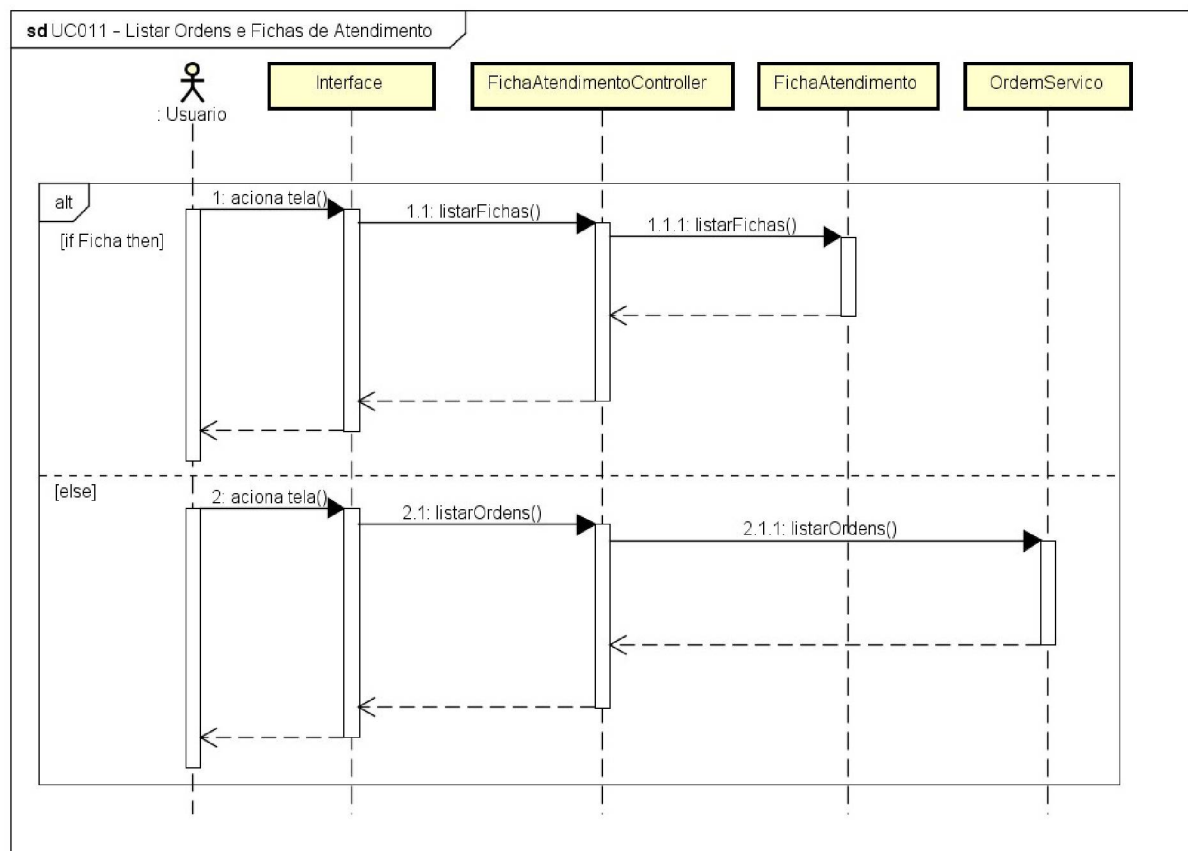 sd UC011 - Listar Ordens e Fichas de Atendimento
: Usuario
Interface
FichaAtendimentoController
FichaAtendimento
OrdemServico
alt
[if Ficha then]
1: aciona tela()
1.1: listarFichas()
1.1.1: listarFichas()
[else]
2: aciona tela()
2.1: listarOrdens()
2.1.1: listarOrdens()